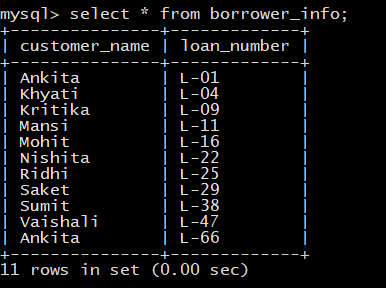 mysql> select * from borrower_info;
+---------------+-------------+
| customer_name | loan_number |
+---------------+-------------+
| Ankita        | L-01        |
| Khyati        | L-04        |
| Kritika       | L-09        |
| Mansi         | L-11        |
| Mohit         | L-16        |
| Nishita       | L-22        |
| Ridhi         | L-25        |
| Saket         | L-29        |
| Sumit         | L-38        |
| Vaishali      | L-47        |
| Ankita        | L-66        |
+---------------+-------------+
11 rows in set (0.00 sec)